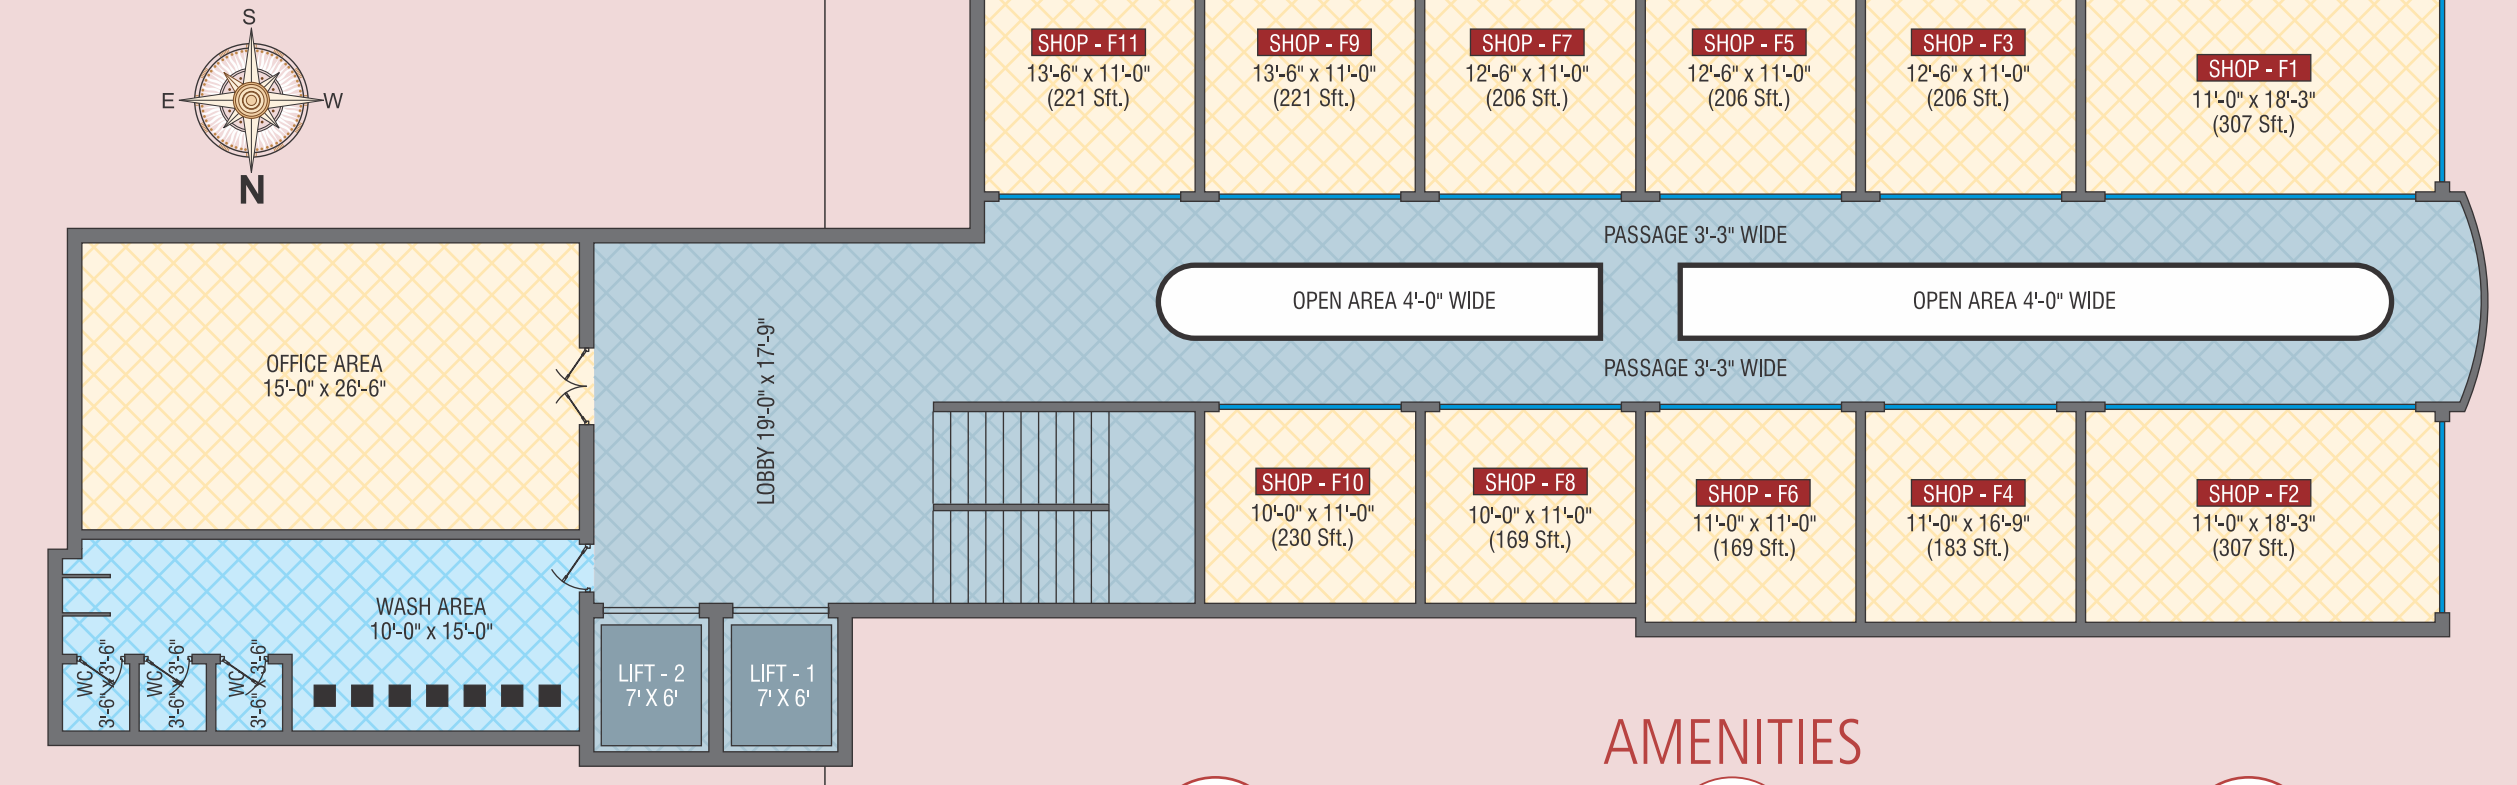 S
E
W
N
SHOP - F11
13'-6" x 11'-0"
(221 Sft.)
SHOP - F9
13'-6" x 11'-0"
(221 Sft.)
SHOP - F7
12'-6" x 11'-0"
(206 Sft.)
SHOP - F5
12'-6" x 11'-0"
(206 Sft.)
SHOP - F3
12'-6" x 11'-0"
(206 Sft.)
SHOP - F1
11'-0" x 18'-3"
(307 Sft.)
PASSAGE 3'-3" WIDE
OPEN AREA 4'-0" WIDE
OPEN AREA 4'-0" WIDE
PASSAGE 3'-3" WIDE
OFFICE AREA
15'-0" x 26'-6"
LOBBY 19'-0" x 17'-9"
SHOP - F10
10'-0" x 11'-0"
(230 Sft.)
SHOP - F8
10'-0" x 11'-0"
(169 Sft.)
SHOP - F6
11'-0" x 11'-0"
(169 Sft.)
SHOP - F4
11'-0" x 16'-9"
(183 Sft.)
SHOP - F2
11'-0" x 18'-3"
(307 Sft.)
WASH AREA
10'-0" x 15'-0"
WC
3'-6" x 3'-6"
WC
3'-6" x 3'-6"
WC
3'-6" x 3'-6"
LIFT - 2
7' X 6'
LIFT - 1
7' X 6'
AMENITIES